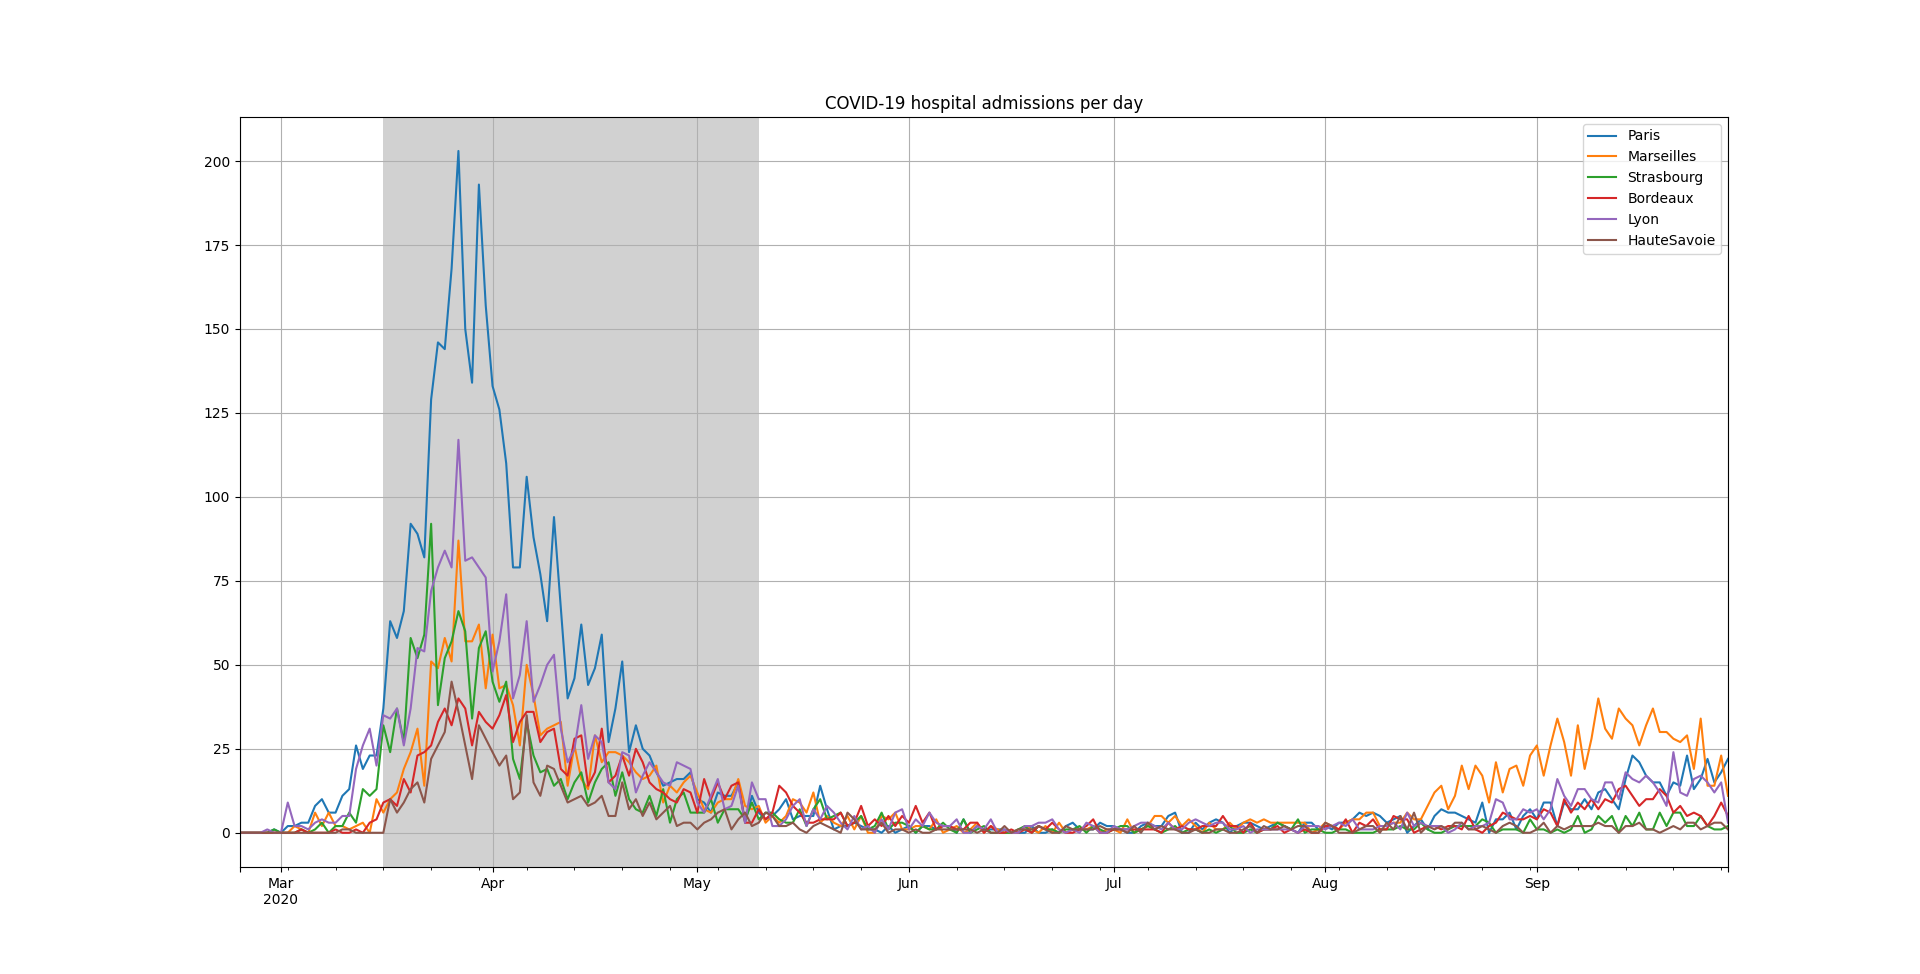 COVID-19 hospital admissions per day
200
175
150
125
100
75
50
25
0
Paris
Marseilles
Strasbourg
Bordeaux
Lyon
HauteSavoie
Mar Apr May Jun Jul Aug Sep
2020